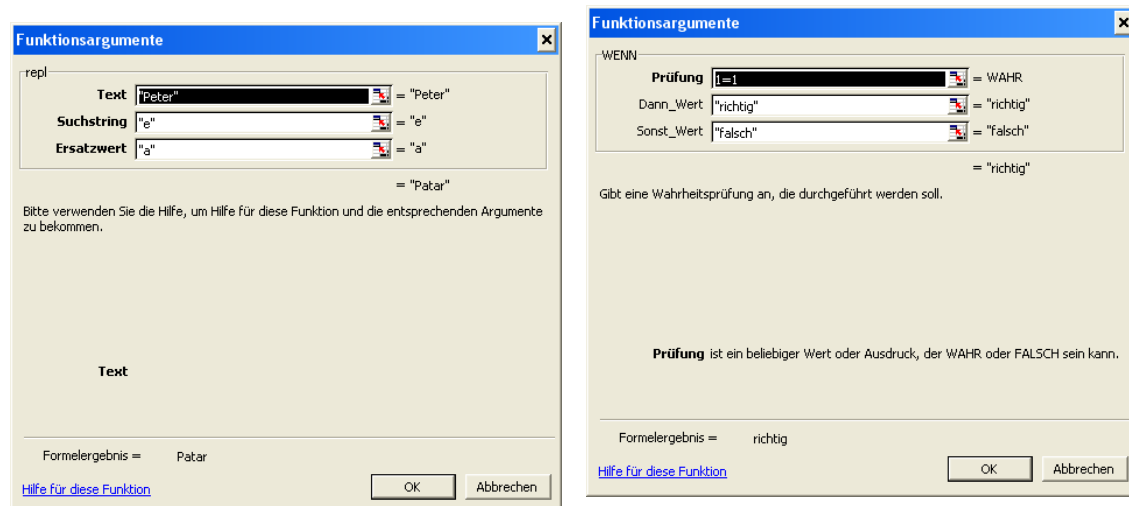 Funktionsargumente
repl
Text "Peter" = "Peter"
Suchstring "e" = "e"
Ersatzwert "a" = "a"
= "Patar"
Bitte verwenden Sie die Hilfe, um Hilfe für diese Funktion und die entsprechenden Argumente
zu bekommen.
Text
Formelergebnis = Patar
Hilfe für diese Funktion OK Abbrechen
Funktionsargumente
WENN
Prüfung 1=1 = WAHR
Dann_Wert "richtig" = "richtig"
Sonst_Wert "falsch" = "falsch"
= "richtig"
Gibt eine Wahrheitsprüfung an, die durchgeführt werden soll.
Prüfung ist ein beliebiger Wert oder Ausdruck, der WAHR oder FALSCH sein kann.
Formelergebnis = richtig
Hilfe für diese Funktion OK Abbrechen